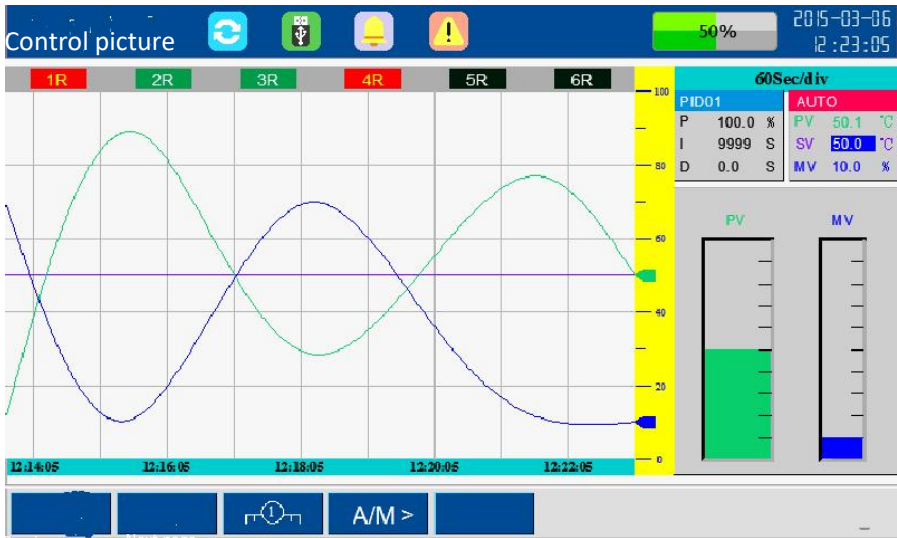 Control picture
50%
2015-03-06
12:23:05
1R 2R 3R 4R 5R 6R
60Sec/div
100
80
60
40
20
0
PID01
P 100.0 %
I 9999 S
D 0.0 S
AUTO
PV 50.1 °C
SV 50.0 °C
MV 10.0 %
PV MV
12:14:05 12:16:05 12:18:05 12:20:05 12:22:05
1
A/M >